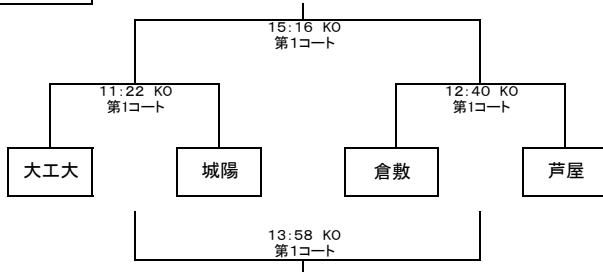 15:16 KO
第1コート
11:22 KO
第1コート
12:40 KO
第1コート
大工大
城陽
倉敷
芦屋
13:58 KO
第1コート